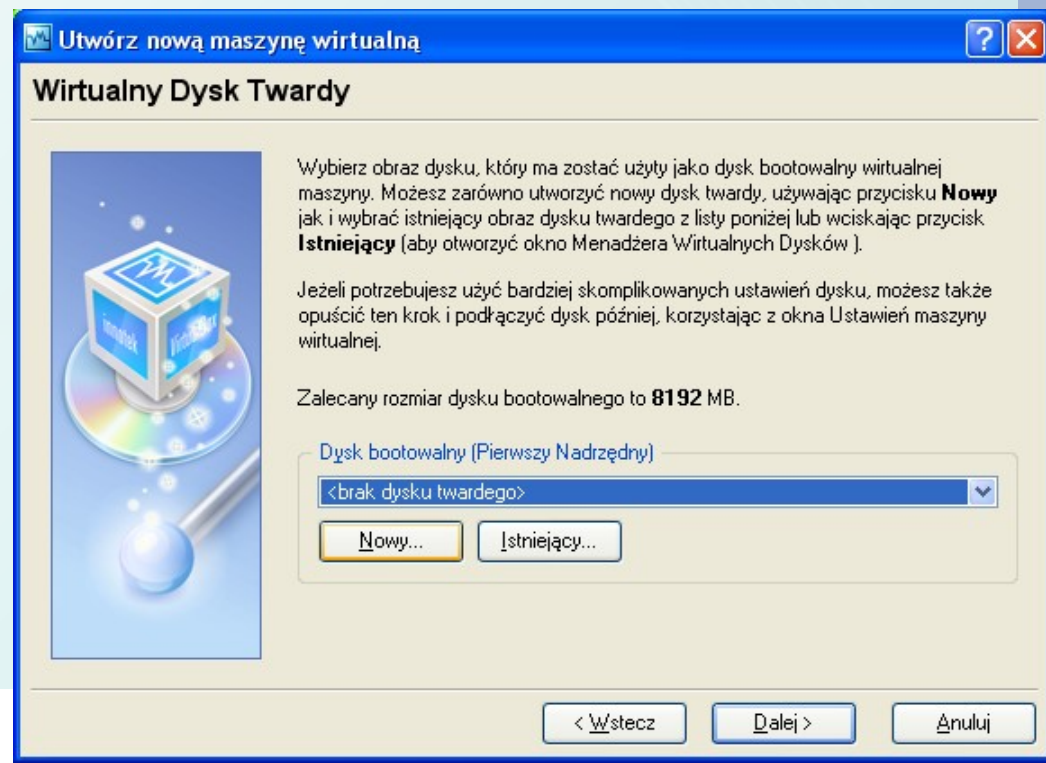 Utwórz nową maszynę wirtualną
Wirtualny Dysk Twardy
Wybierz obraz dysku, który ma zostać użyty jako dysk bootowalny wirtualnej
maszyny. Możesz zarówno utworzyć nowy dysk twardy, używając przycisku Nowy
jak i wybrać istniejący obraz dysku twardego z listy poniżej lub wciskając przycisk
Istniejący (aby otworzyć okno Menadżera Wirtualnych Dysków ).
Jeżeli potrzebujesz użyć bardziej skomplikowanych ustawień dysku, możesz także
opuścić ten krok i podłączyć dysk później, korzystając z okna Ustawień maszyny
wirtualnej.
Zalecany rozmiar dysku bootowalnego to 8192 MB.
Dysk bootowalny (Pierwszy Nadrzędny)
<brak dysku twardego>
Nowy...
Istniejący...
innotek
VirtualBox
< Wstecz
Dalej >
Anuluj